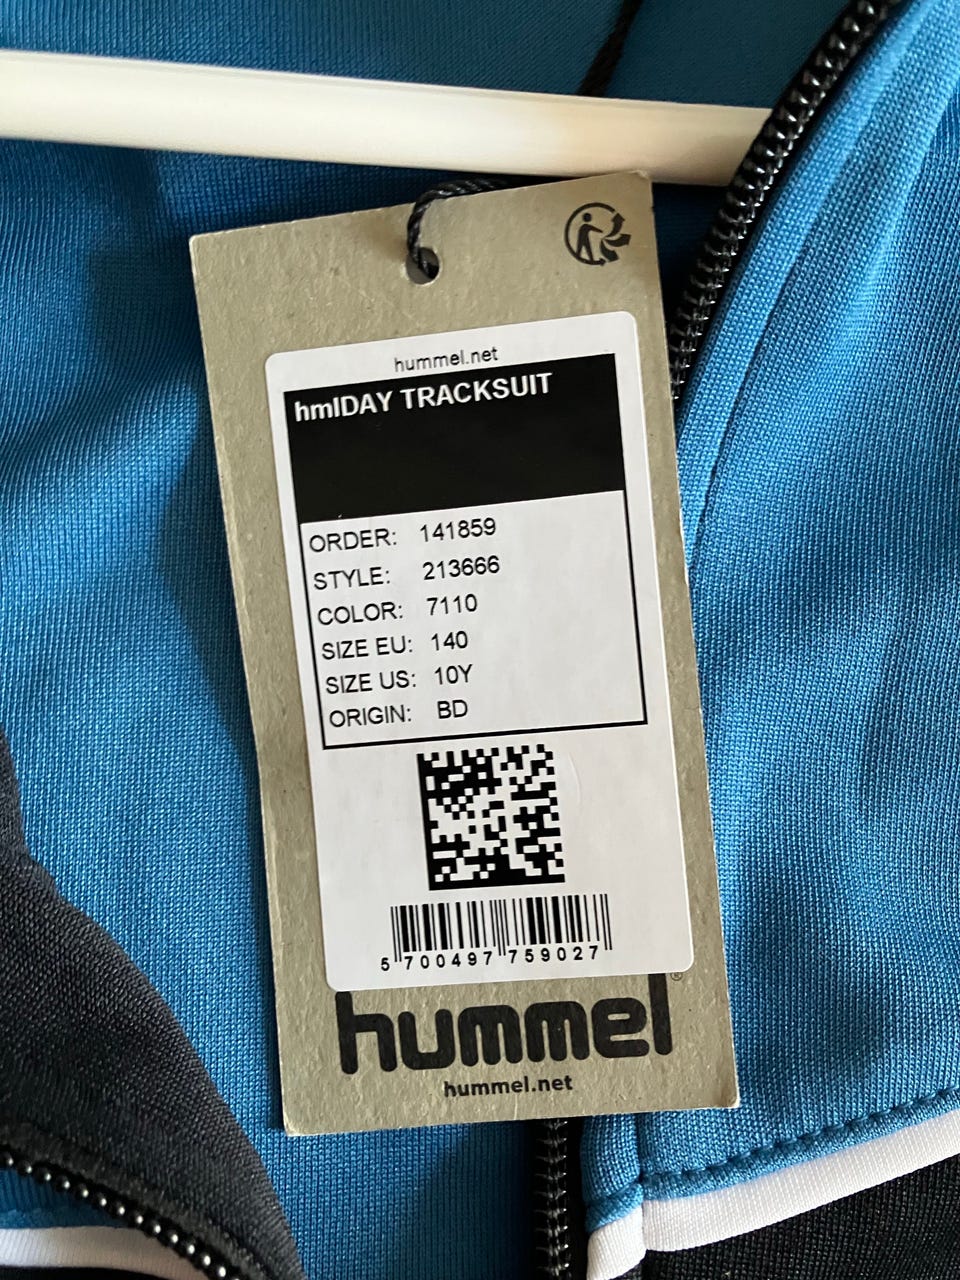 hummel.net
hmlDAY TRACKSUIT
ORDER: 141859
STYLE: 213666
COLOR: 7110
SIZE EU: 140
SIZE US: 10Y
ORIGIN: BD
5 700497 759027
hummel®
hummel.net